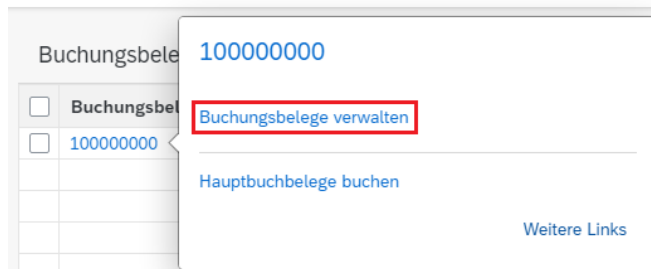 Buchungsbele
Buchungsbel
100000000
100000000
Buchungsbelege verwalten
Hauptbuchbelege buchen
Weitere Links